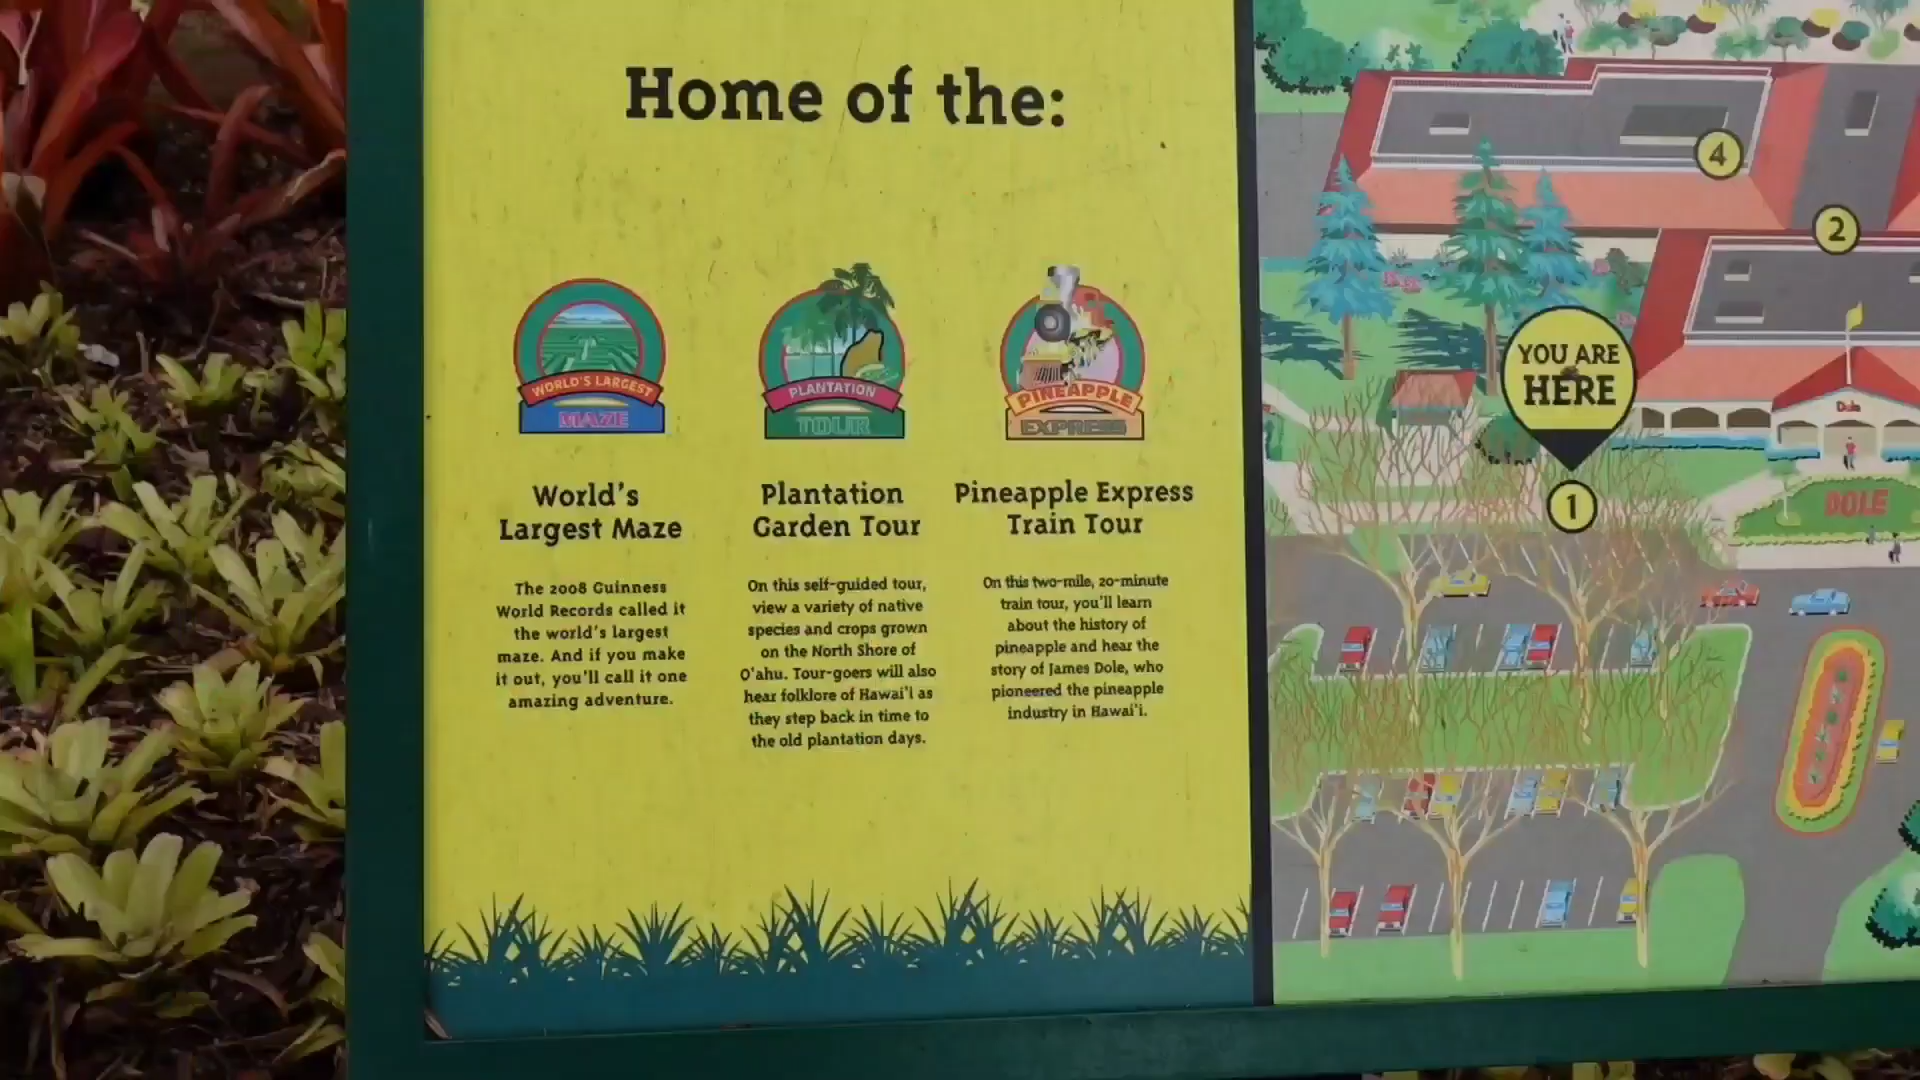 Home of the:
WORLD'S LARGEST
MAZE
PLANTATION
TOUR
PINEAPPLE
EXPRESS
World's
Largest Maze
The 2008 Guinness
World Records called it
the world's largest
maze. And if you make
it out, you'll call it one
amazing adventure.
Plantation
Garden Tour
On this self-guided tour,
view a variety of native
species and crops grown
on the North Shore of
O'ahu. Tour-goers will also
hear folklore of Hawai'i as
they step back in time to
the old plantation days.
Pineapple Express
Train Tour
On this two-mile, 20-minute
train tour, you'll learn
about the history of
pineapple and hear the
story of James Dole, who
pioneered the pineapple
industry in Hawai'i.
4
2
YOU ARE
HERE
1
Dole
DOLE